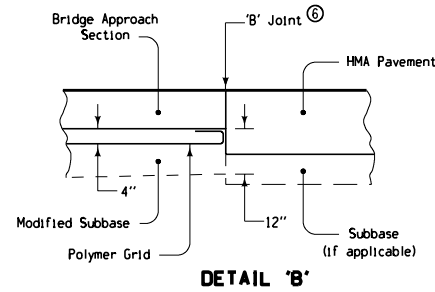 Bridge Approach
Section
'B' Joint 6
HMA Pavement
4"
12"
Modified Subbase
Polymer Grid
Subbase
(if applicable)
DETAIL 'B'